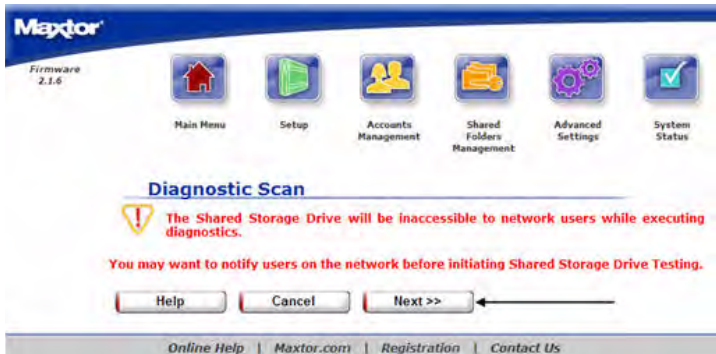 Maxtor
Firmware
2.1.6
Main Menu
Setup
Accounts
Management
Shared
Folders
Management
Advanced
Settings
System
Status
Diagnostic Scan
The Shared Storage Drive will be inaccessible to network users while executing
diagnostics.
You may want to notify users on the network before initiating Shared Storage Drive Testing.
Help Cancel Next >>
Online Help | Maxtor.com | Registration | Contact Us